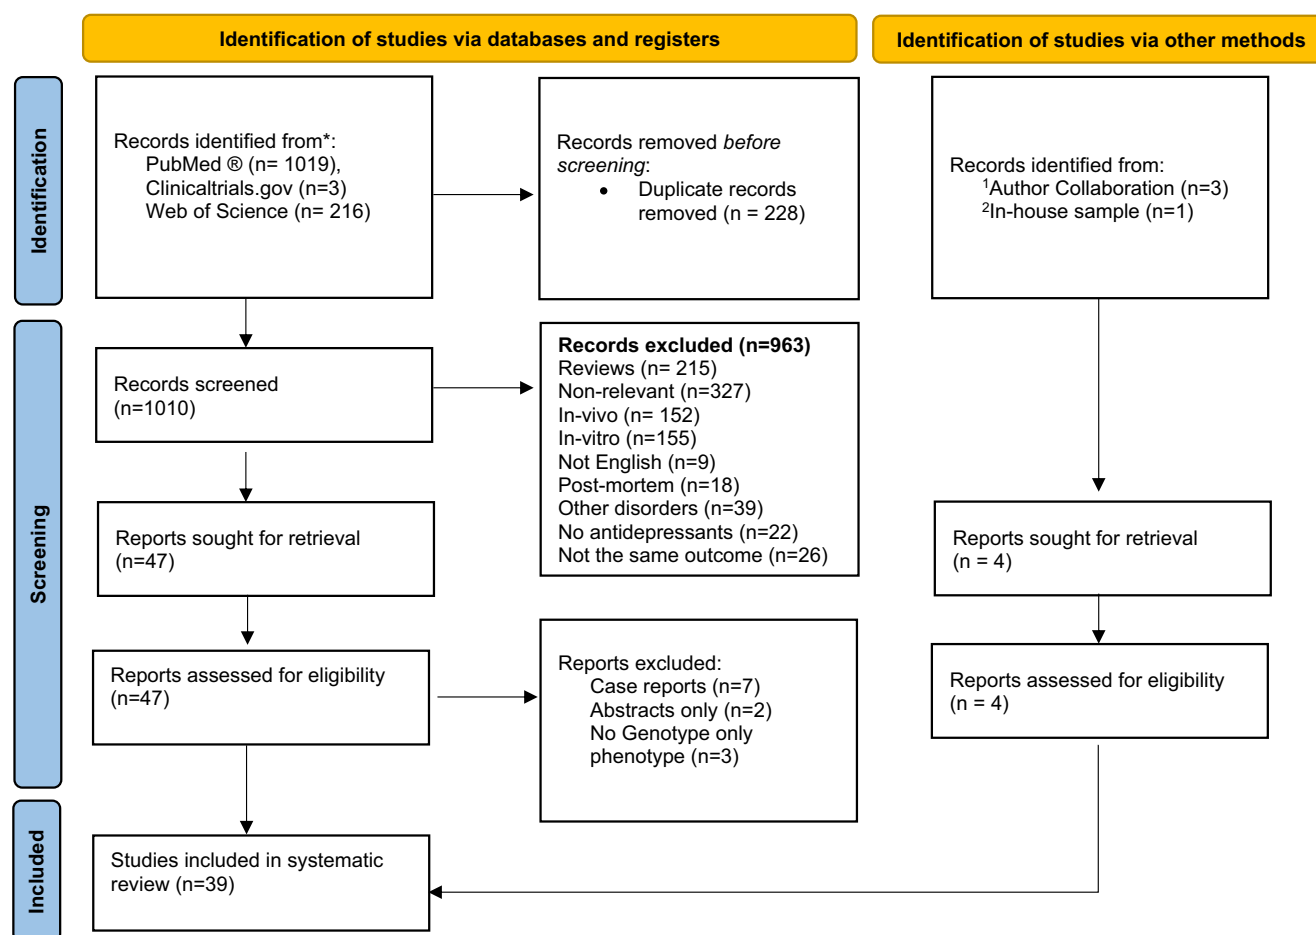 Identification of studies via databases and registers
Identification of studies via other methods
Identification
Records identified from*:
PubMed ® (n= 1019),
Clinicaltrials.gov (n=3)
Web of Science (n= 216)
Records removed before
screening:
• Duplicate records
removed (n = 228)
Records identified from:
¹Author Collaboration (n=3)
²In-house sample (n=1)
Screening
Records screened
(n=1010)
Records excluded (n=963)
Reviews (n= 215)
Non-relevant (n=327)
In-vivo (n= 152)
In-vitro (n=155)
Not English (n=9)
Post-mortem (n=18)
Other disorders (n=39)
No antidepressants (n=22)
Not the same outcome (n=26)
Reports sought for retrieval
(n=47)
Reports sought for retrieval
(n = 4)
Reports assessed for eligibility
(n=47)
Reports excluded:
Case reports (n=7)
Abstracts only (n=2)
No Genotype only
phenotype (n=3)
Reports assessed for eligibility
(n = 4)
Included
Studies included in systematic
review (n=39)